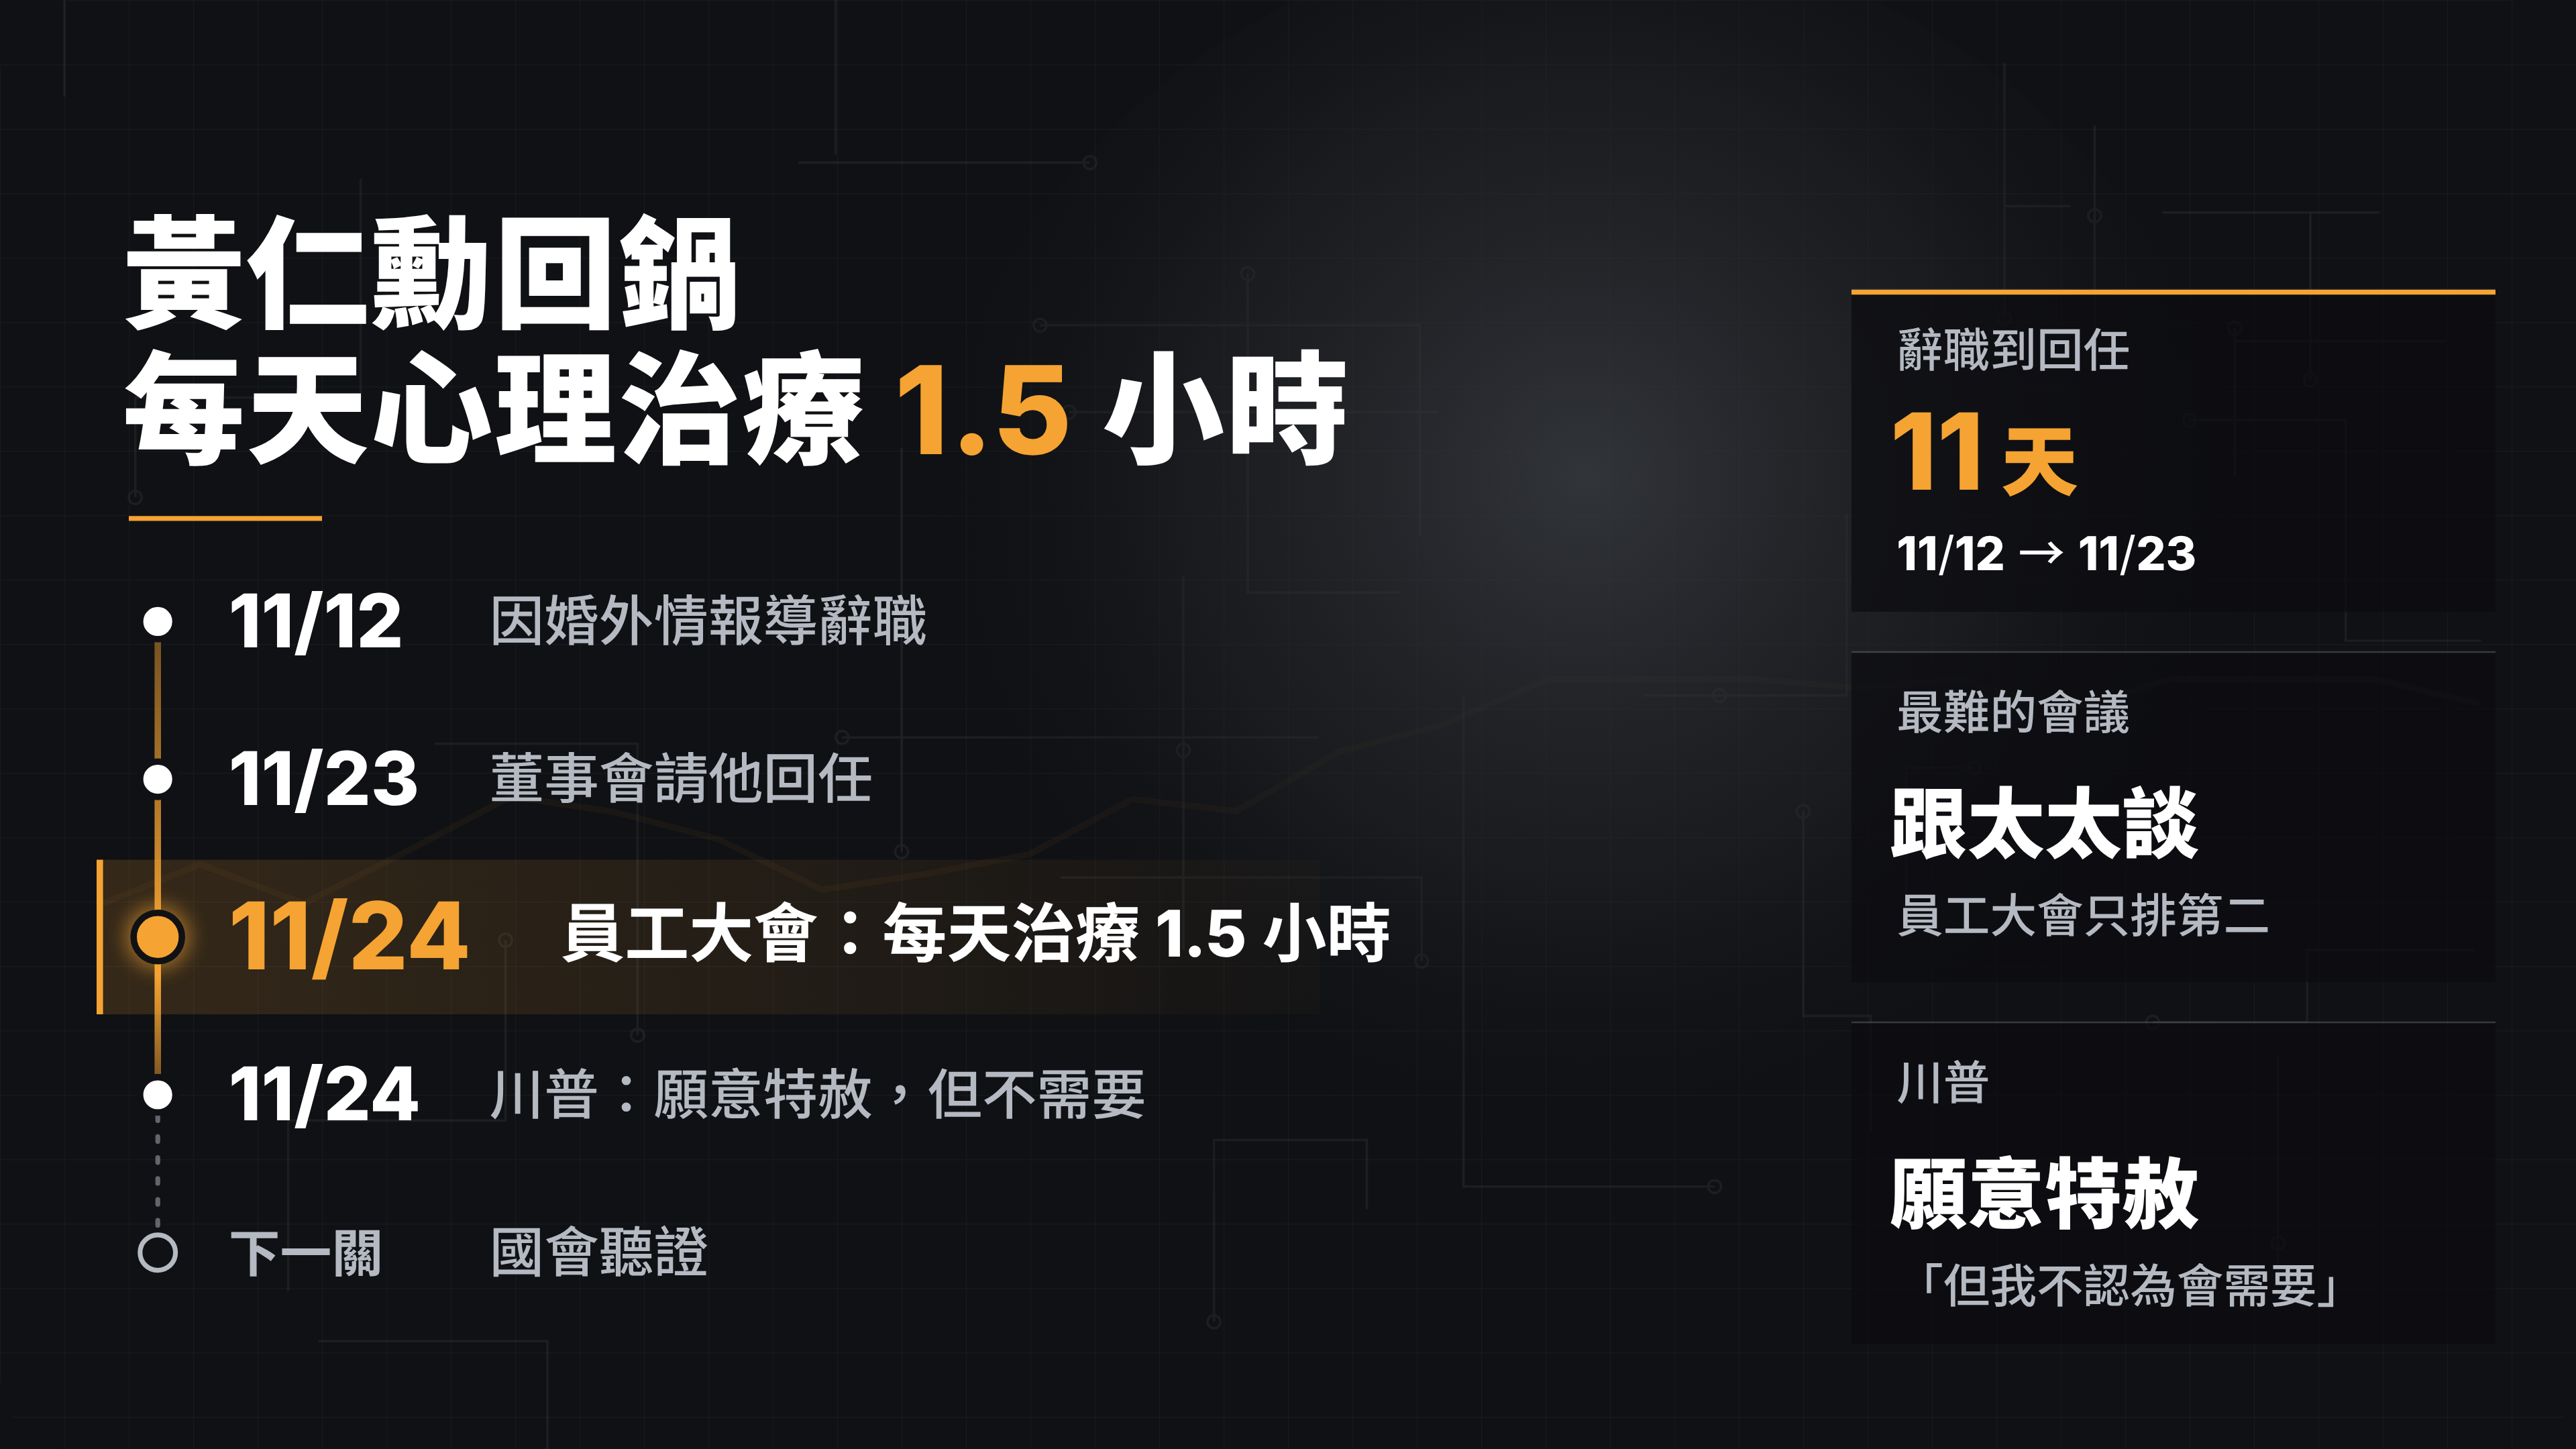 黃仁勳回鍋
每天心理治療 1.5 小時
11/12 因婚外情報導辭職
11/23 董事會請他回任
11/24 員工大會：每天治療 1.5 小時
11/24 川普：願意特赦，但不需要
下一關 國會聽證
辭職到回任
11 天
11/12 → 11/23
最難的會議
跟太太談
員工大會只排第二
川普
願意特赦
「但我不認為會需要」